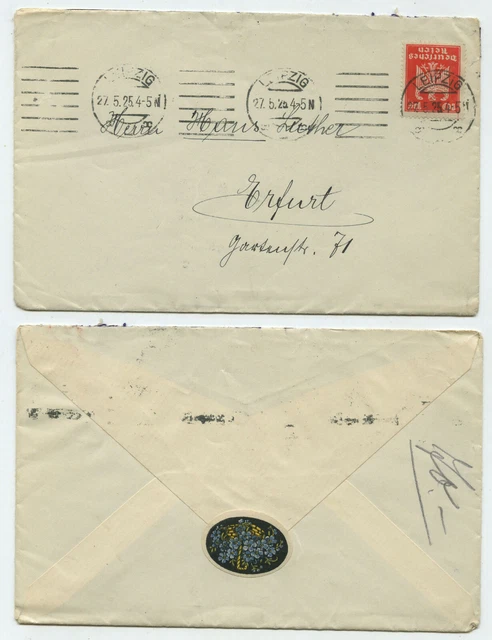 LEIPZIG
27.5.25.4-5N
LEIPZIG
27.5.25.4-5N
Deutsches
Reich
LEIPZIG
Herrn Hans Luther
Erfurt
Gartenstr. 71